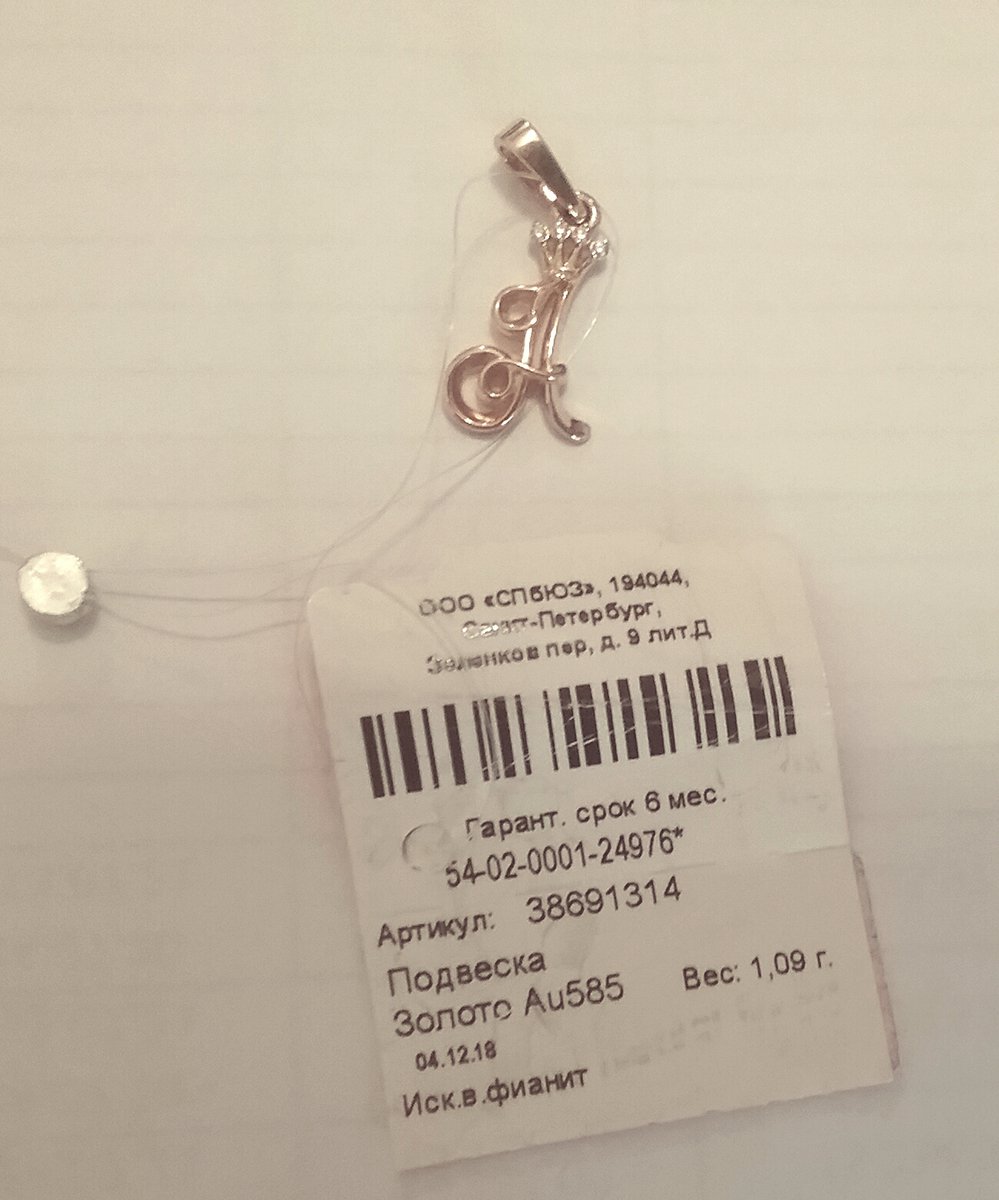 ООО «СПбЮЗ», 194044,
Санкт-Петербург,
Зеленков пер, д. 9 лит.Д
Гарант. срок 6 мес.
54-02-0001-24976*
Артикул: 38691314
Подвеска
Золото Au585 Вес: 1,09 г.
04.12.18
Иск.в.фианит